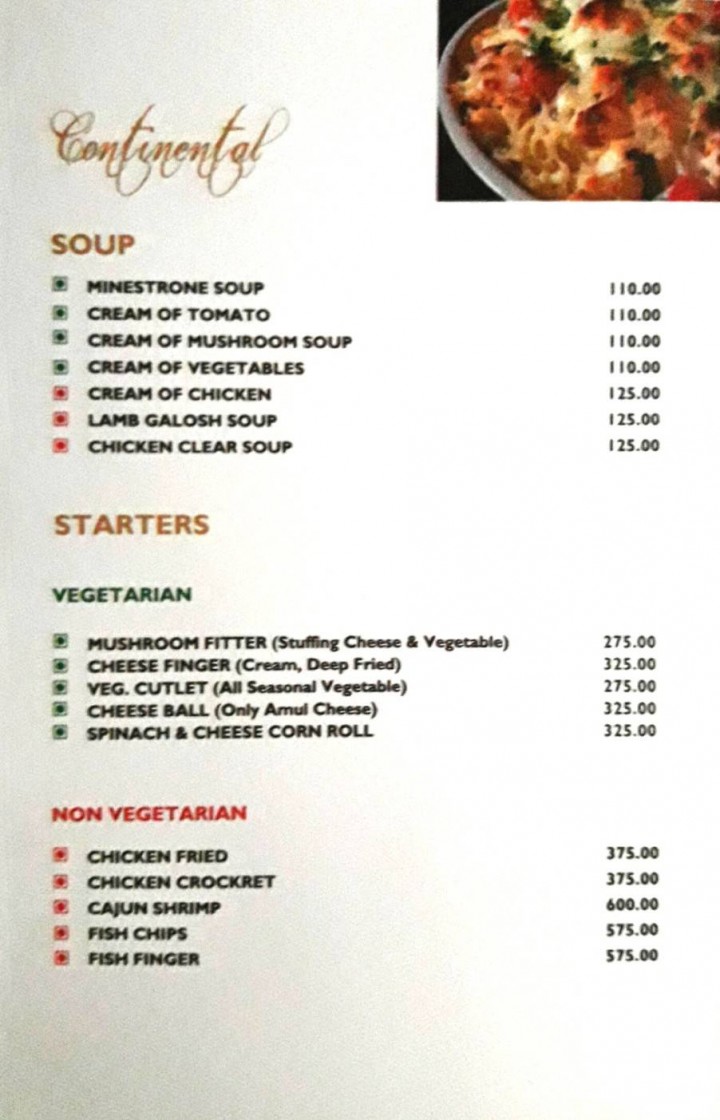 Continental
SOUP
MINESTRONE SOUP 110.00
CREAM OF TOMATO 110.00
CREAM OF MUSHROOM SOUP 110.00
CREAM OF VEGETABLES 110.00
CREAM OF CHICKEN 125.00
LAMB GALOSH SOUP 125.00
CHICKEN CLEAR SOUP 125.00
STARTERS
VEGETARIAN
MUSHROOM FITTER (Stuffing Cheese & Vegetable) 275.00
CHEESE FINGER (Cream, Deep Fried) 325.00
VEG. CUTLET (All Seasonal Vegetable) 275.00
CHEESE BALL (Only Amul Cheese) 325.00
SPINACH & CHEESE CORN ROLL 325.00
NON VEGETARIAN
CHICKEN FRIED 375.00
CHICKEN CROCKRET 375.00
CAJUN SHRIMP 600.00
FISH CHIPS 575.00
FISH FINGER 575.00